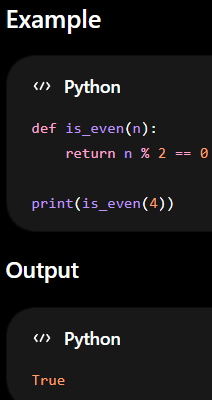 Example
Python
def is_even(n):
    return n % 2 == 0
print(is_even(4))
Output
Python
True